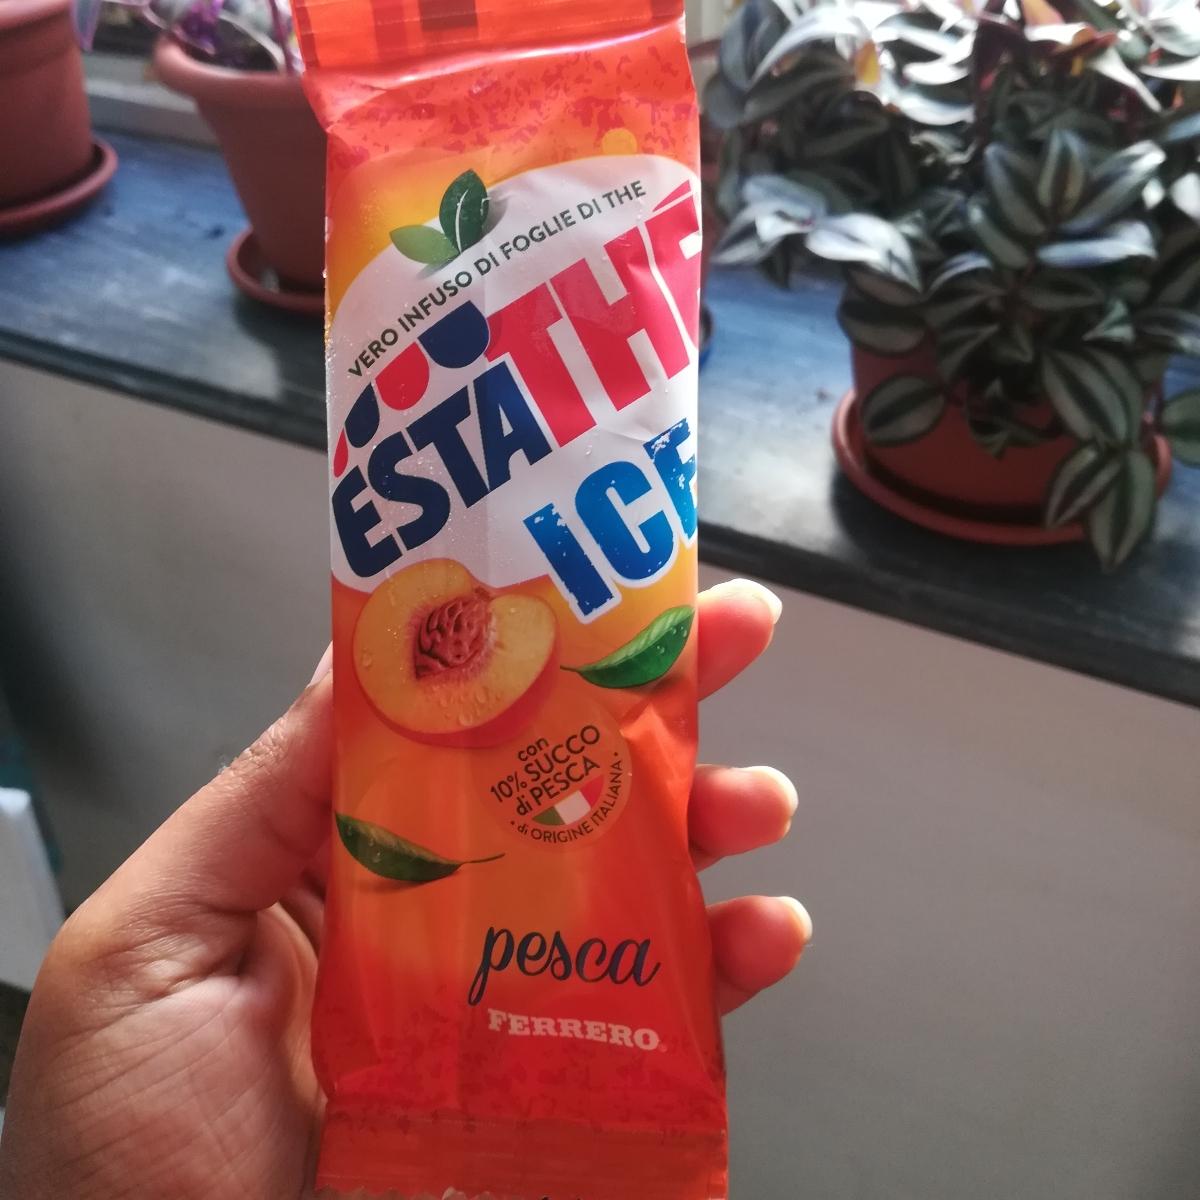 VERO INFUSO DI FOGLIE DI THE
ESTATHÉ
ICE
con
10% SUCCO
di PESCA
• di ORIGINE ITALIANA •
pesca
FERRERO